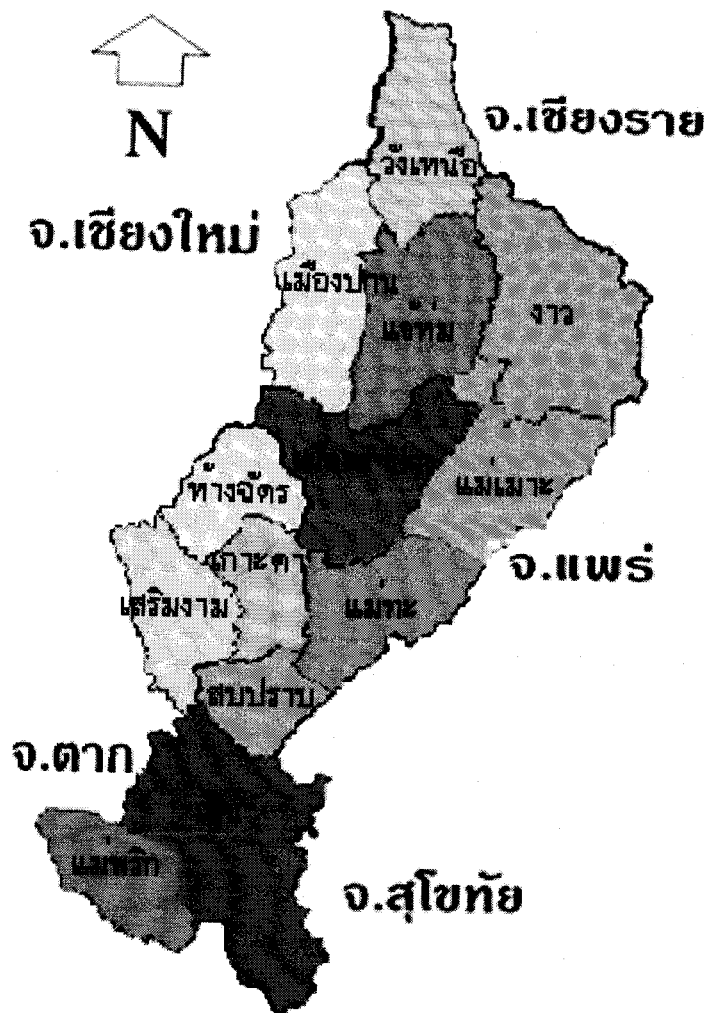 N
จ.เชียงราย
วังเหนือ
จ.เชียงใหม่
เมืองปาน
แจ้ห่ม
งาว
ห้างฉัตร
แม่เมาะ
เกาะคา
จ.แพร่
เสริมงาม
แม่ทะ
สบปราบ
จ.ตาก
แม่พริก
จ.สุโขทัย